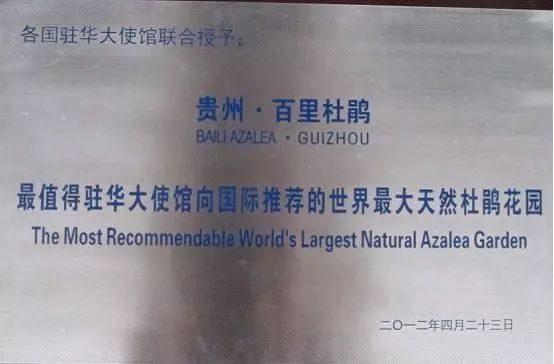 各国驻华大使馆联合授予：
贵州·百里杜鹃
BAILI AZALEA · GUIZHOU
最值得驻华大使馆向国际推荐的世界最大天然杜鹃花园
The Most Recommendable World's Largest Natural Azalea Garden
二〇一二年四月二十三日